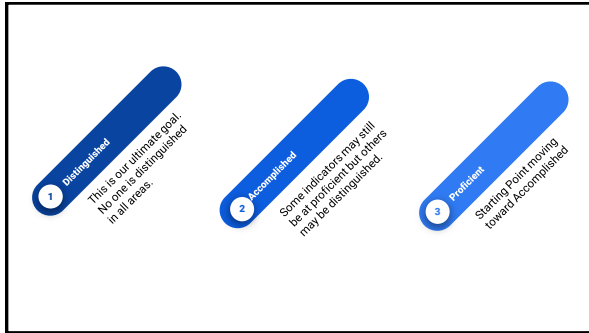 1
Distinguished
This is our ultimate goal.
No one is distinguished
in all areas.
2
Accomplished
Some indicators may still
be at proficient but others
may be distinguished.
3
Proficient
Starting Point moving
toward Accomplished